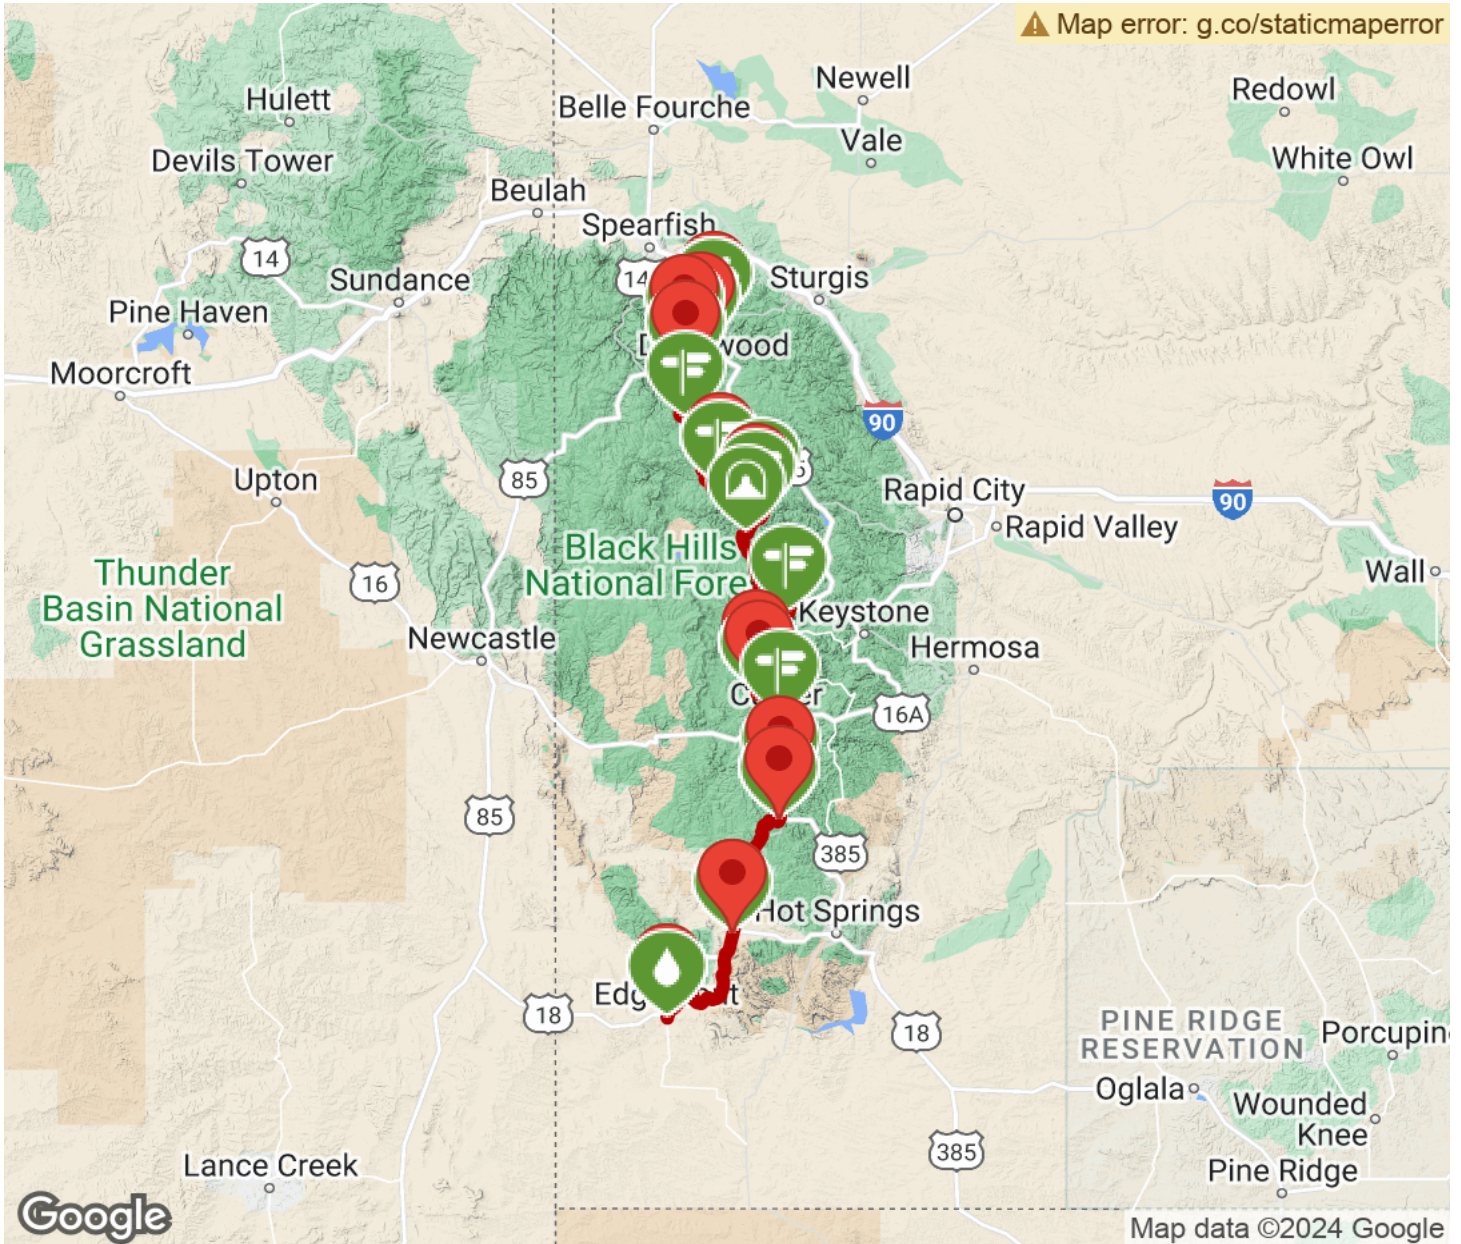 Map error: g.co/staticmaperror
Newell
Belle Fourche
Redowl
Hulett
Vale
White Owl
Devils Tower
Beulah
Spearfish
14
14
Sturgis
Sundance
Pine Haven
Moorcroft
90
85
Upton
Rapid City
90
Rapid Valley
Black Hills
National Fore
Thunder
Basin National
Grassland
16
Wall
Keystone
Newcastle
Hermosa
16A
85
385
Hot Springs
18
18
PINE RIDGE
RESERVATION
Porcupin
Oglala
Wounded
Knee
385
Pine Ridge
Lance Creek
Google
Map data ©2024 Google